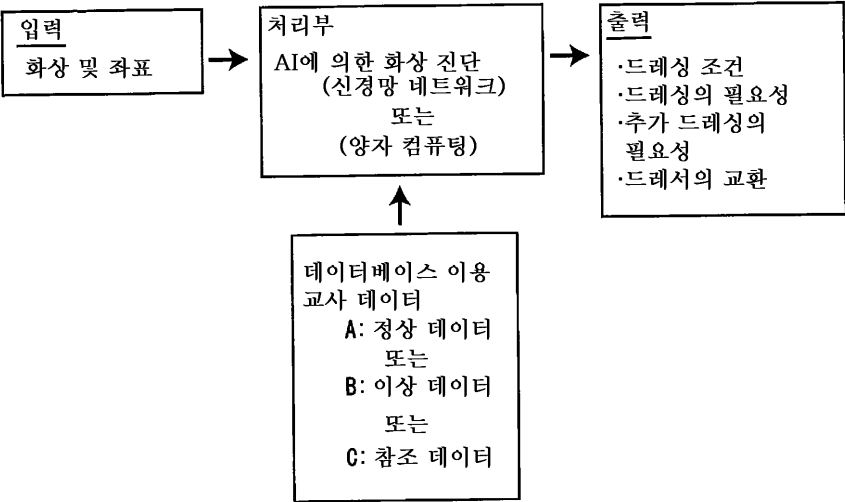 입력
화상 및 좌표
처리부
AI에 의한 화상 진단
(신경망 네트워크)
또는
(양자 컴퓨팅)
출력
·드레싱 조건
·드레싱의 필요성
·추가 드레싱의
필요성
·드레서의 교환
데이터베이스 이용
교사 데이터
A: 정상 데이터
또는
B: 이상 데이터
또는
C: 참조 데이터